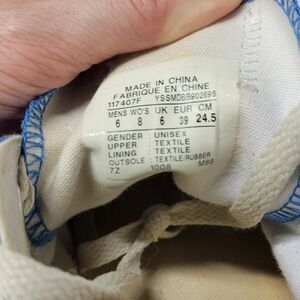 MADE IN CHINA
FABRIQUE EN CHINE
117407F YSSMDBB902695
MENS WO'S UK EUR CM
6 8 6 39 24.5
GENDER : UNISEX
UPPER : TEXTILE
LINING : TEXTILE
OUTSOLE : TEXTILE/RUBBER
7Z 1008 M88